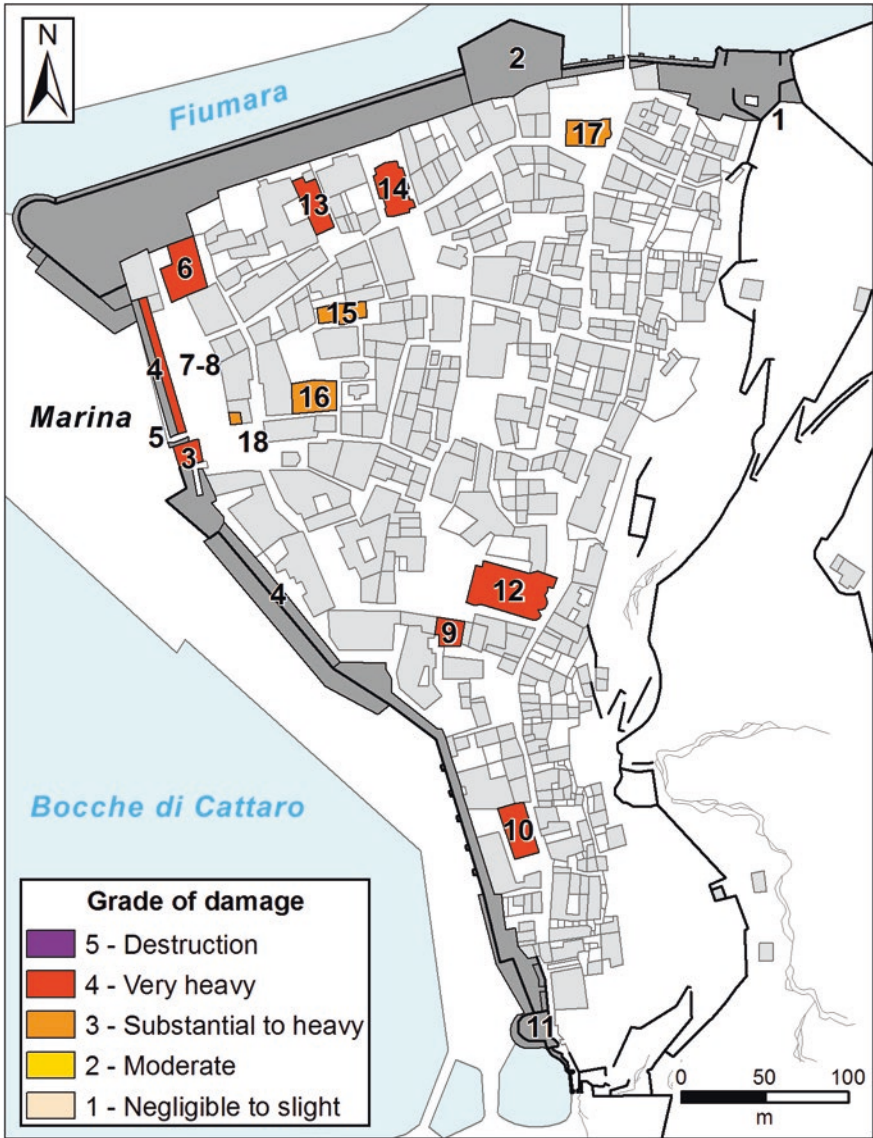 N
Fiumara
2
1
17
14
13
6
15
4
7-8
16
Marina
5
18
3
12
4
9
Bocche di Cattaro
10
11
Grade of damage
5 - Destruction
4 - Very heavy
3 - Substantial to heavy
2 - Moderate
1 - Negligible to slight
0 50 100
m